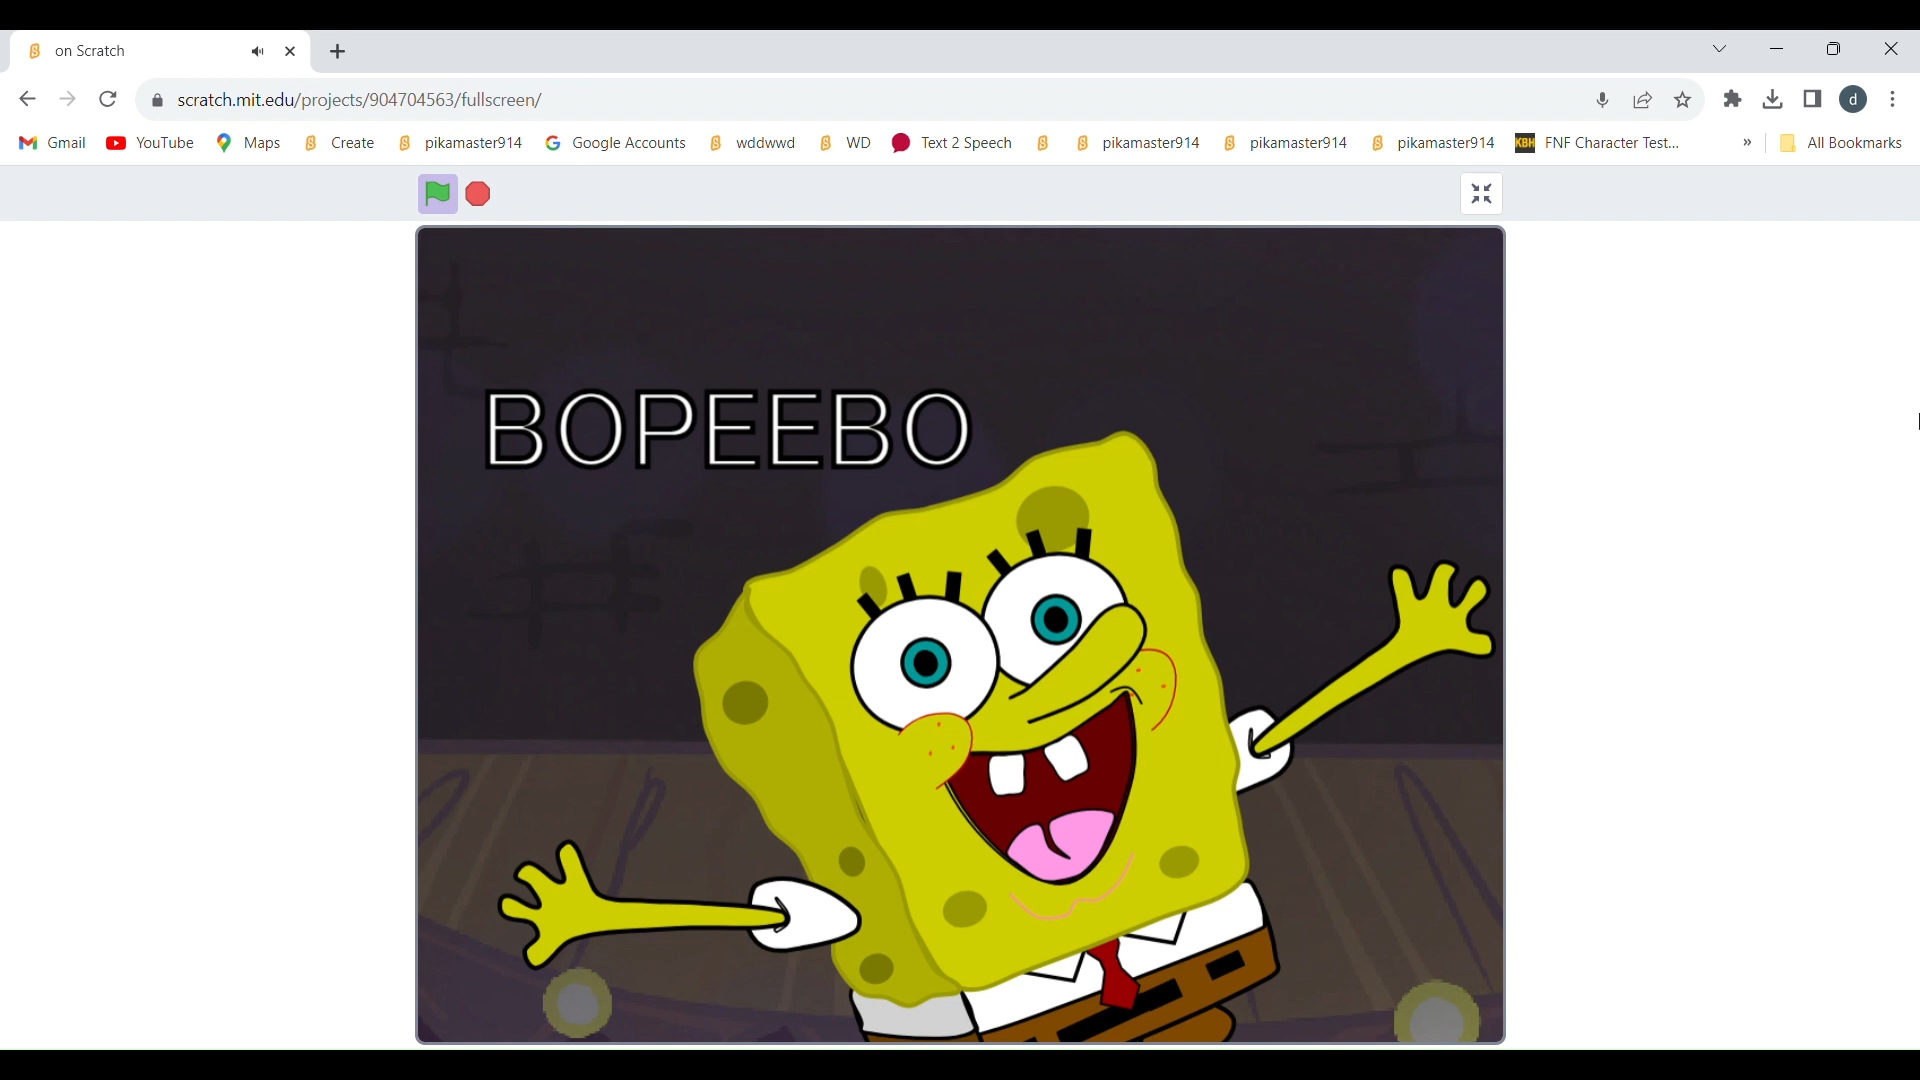 on Scratch
scratch.mit.edu/projects/904704563/fullscreen/
d
Gmail YouTube Maps Create pikamaster914 Google Accounts wddwwd WD Text 2 Speech pikamaster914 pikamaster914 pikamaster914 KBH FNF Character Test... » All Bookmarks
BOPEEBO